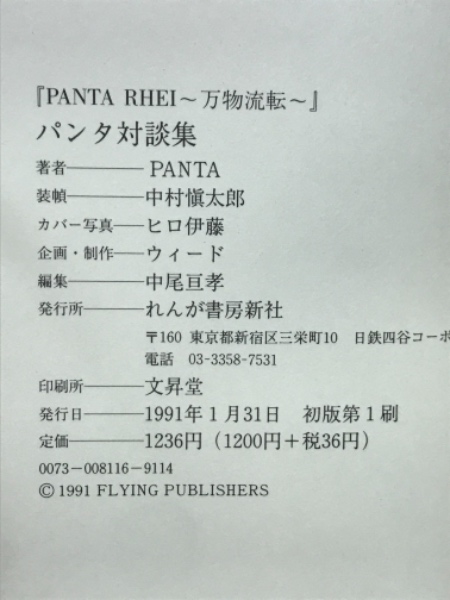 『PANTA RHEI～万物流転～』
パンタ対談集
著者――――PANTA
装幀――――中村愼太郎
カバー写真――ヒロ伊藤
企画・制作――ウィード
編集――――中尾亘孝
発行所―――れんが書房新社
〒160 東京都新宿区三栄町10 日鉄四谷コーポ
電話 03-3358-7531
印刷所―――文昇堂
発行日―――1991年1月31日 初版第1刷
定価――――1236円（1200円＋税36円）
0073－008116－9114
Ⓒ 1991 FLYING PUBLISHERS